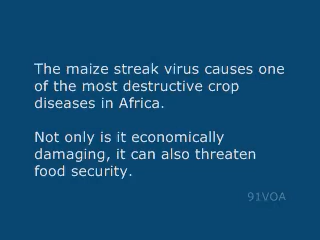 The maize streak virus causes one
of the most destructive crop
diseases in Africa.
Not only is it economically
damaging, it can also threaten
food security.
91VOA